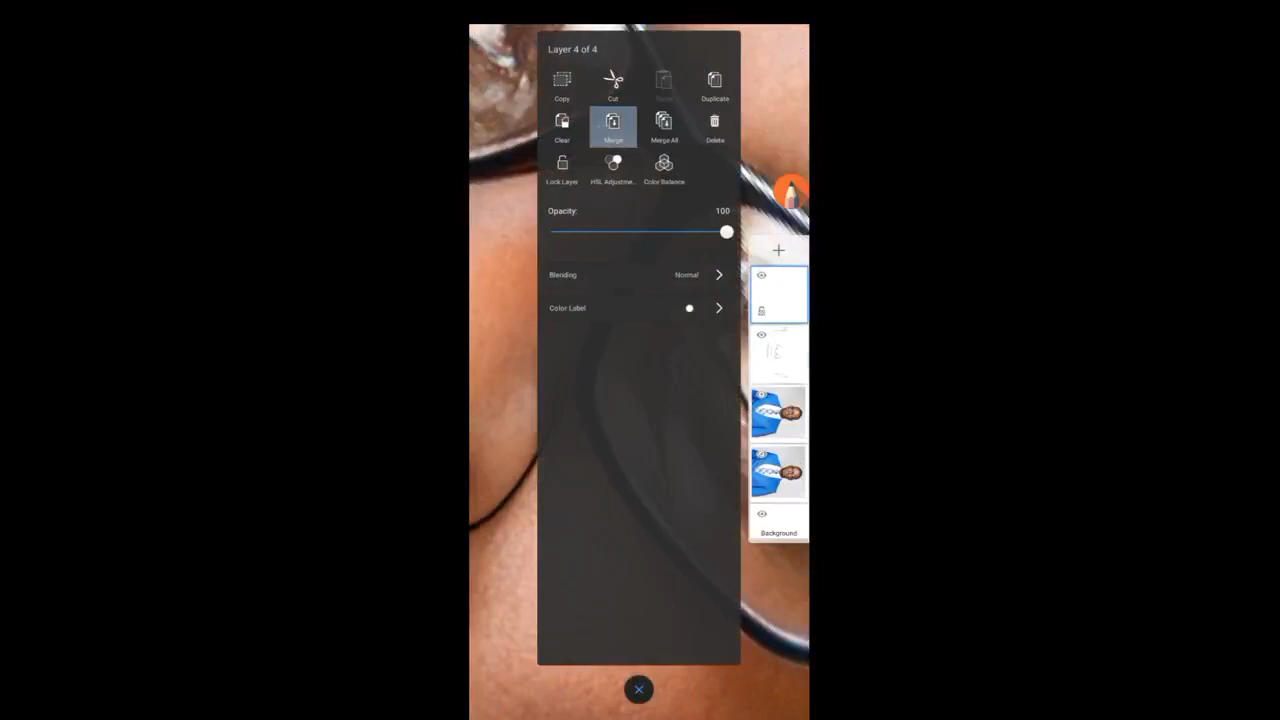 Layer 4 of 4
Copy
Cut
Duplicate
Clear
Merge
Merge All
Delete
Lock Layer
HSL Adjustme...
Color Balance
Opacity:
100
Blending
Normal
Color Label
Background